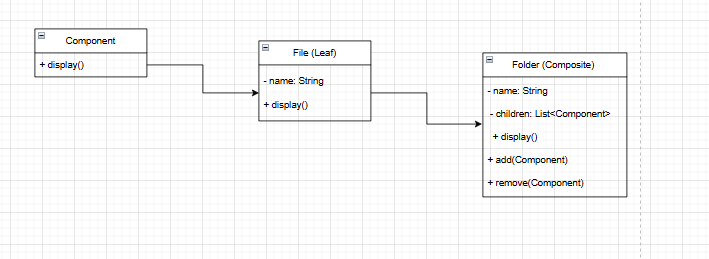 Component
+ display()
File (Leaf)
- name: String
+ display()
Folder (Composite)
- name: String
- children: List<Component>
+ display()
+ add(Component)
+ remove(Component)